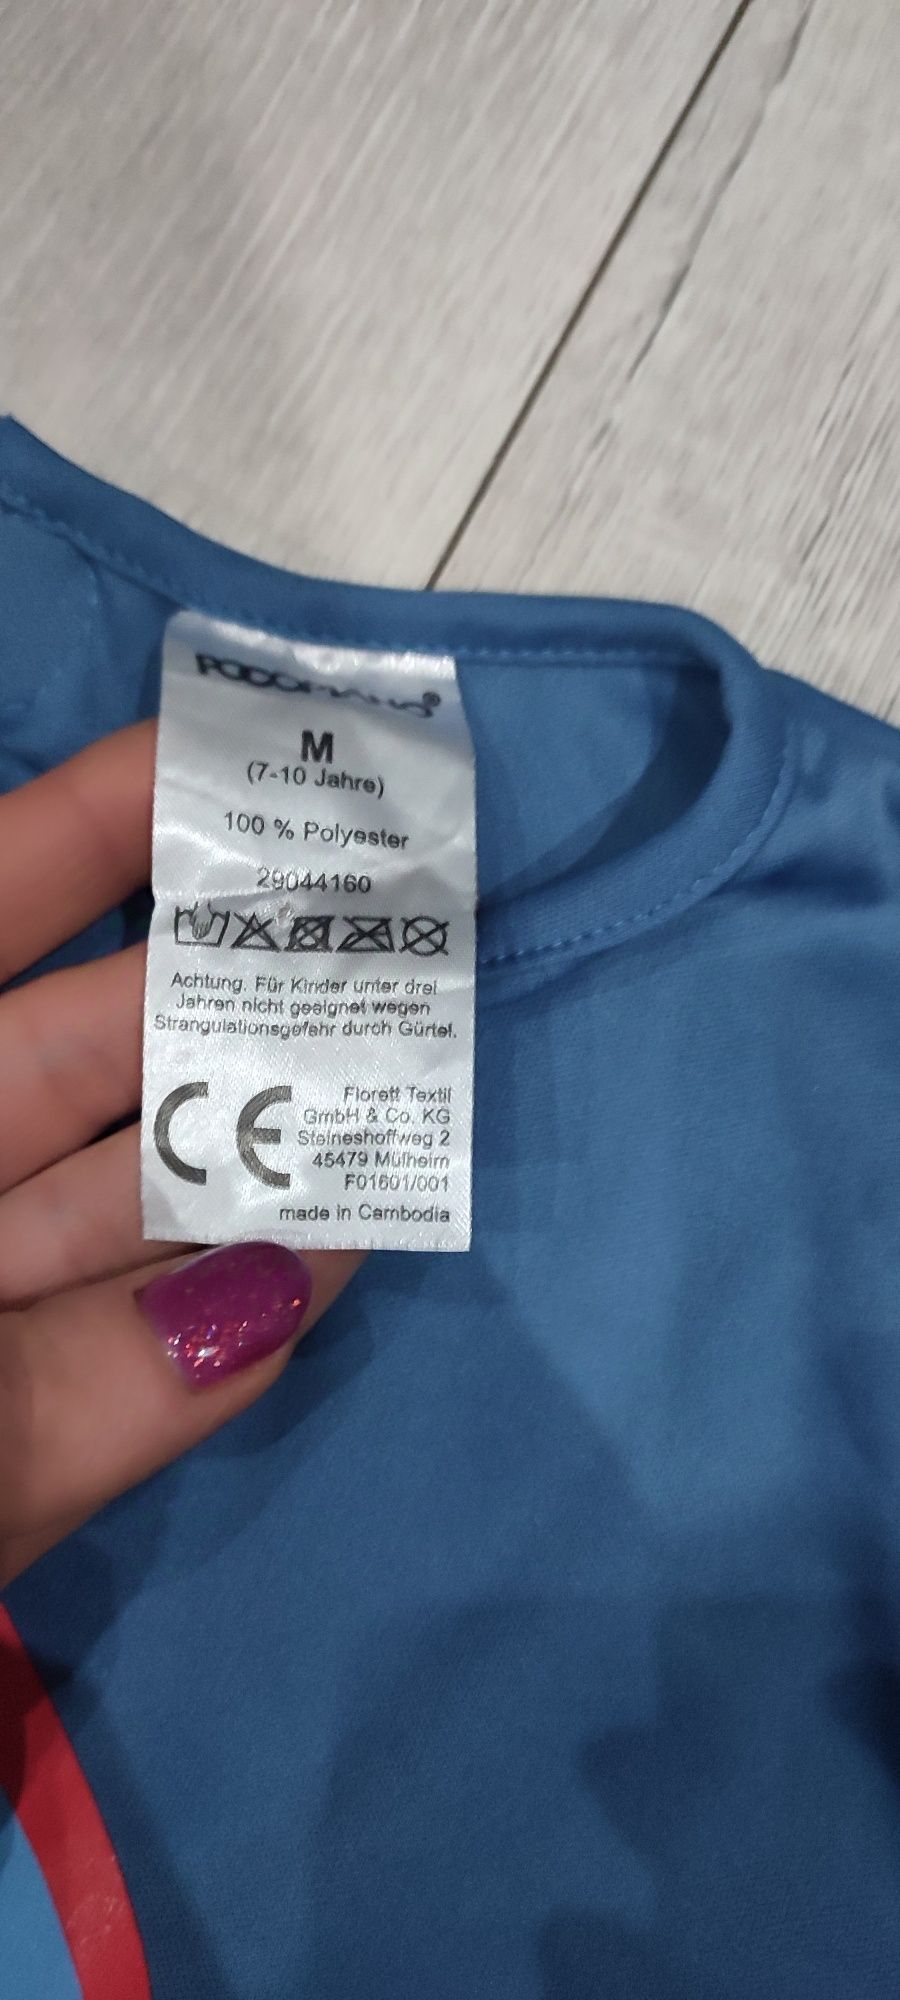 M
(7-10 Jahre)
100 % Polyester
29044160
Achtung. Für Kinder unter drei
Jahren nicht geeignet wegen
Strangulationsgefahr durch Gürtel.
CE
Florett Textil
GmbH & Co. KG
Steineshoffweg 2
45479 Mülheim
F01601/001
made in Cambodia